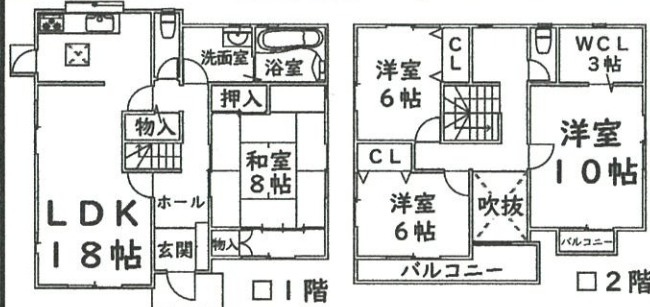 洗面室
浴室
押入
物入
和室
8帖
LDK
18帖
ホール
玄関
物入
□1階
洋室
6帖
CL
WCL
3帖
洋室
10帖
CL
洋室
6帖
吹抜
バルコニー
バルコニー
□2階